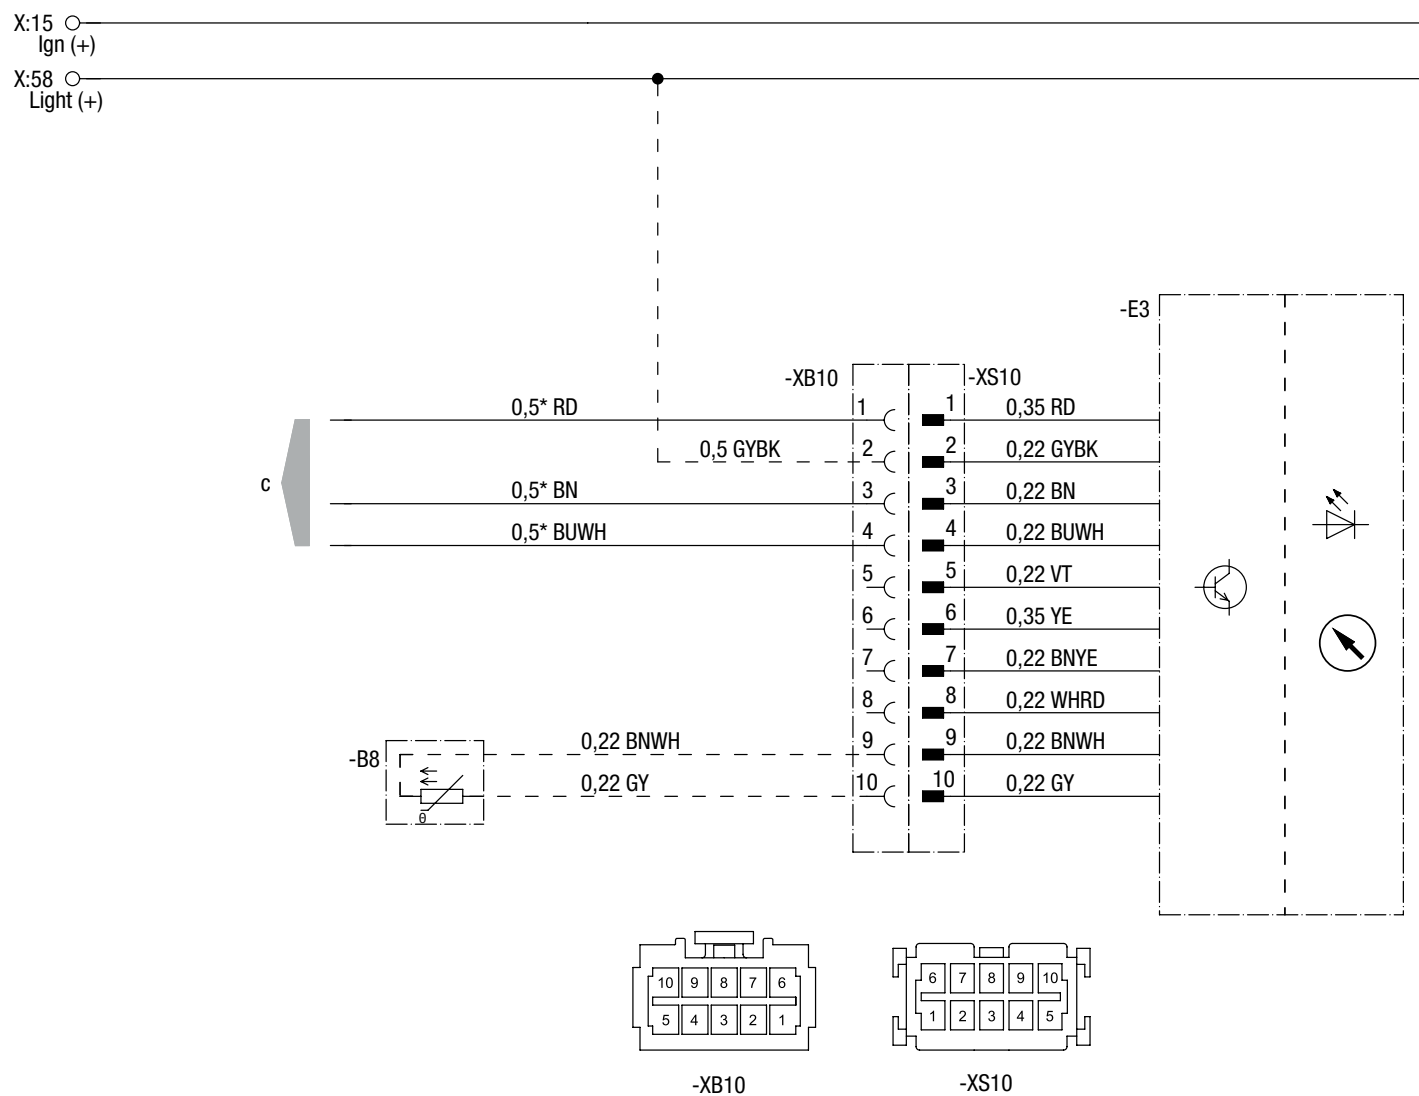 X:15
Ign (+)
X:58
Light (+)
-E3
-XB10
-XS10
0,5* RD
1
1
0,35 RD
0,5 GYBK
2
2
0,22 GYBK
c
0,5* BN
3
3
0,22 BN
0,5* BUWH
4
4
0,22 BUWH
5
5
0,22 VT
6
6
0,35 YE
7
7
0,22 BNYE
8
8
0,22 WHRD
-B8
0,22 BNWH
9
9
0,22 BNWH
0,22 GY
10
10
0,22 GY
θ
10 9 8 7 6
5 4 3 2 1
-XB10
6 7 8 9 10
1 2 3 4 5
-XS10